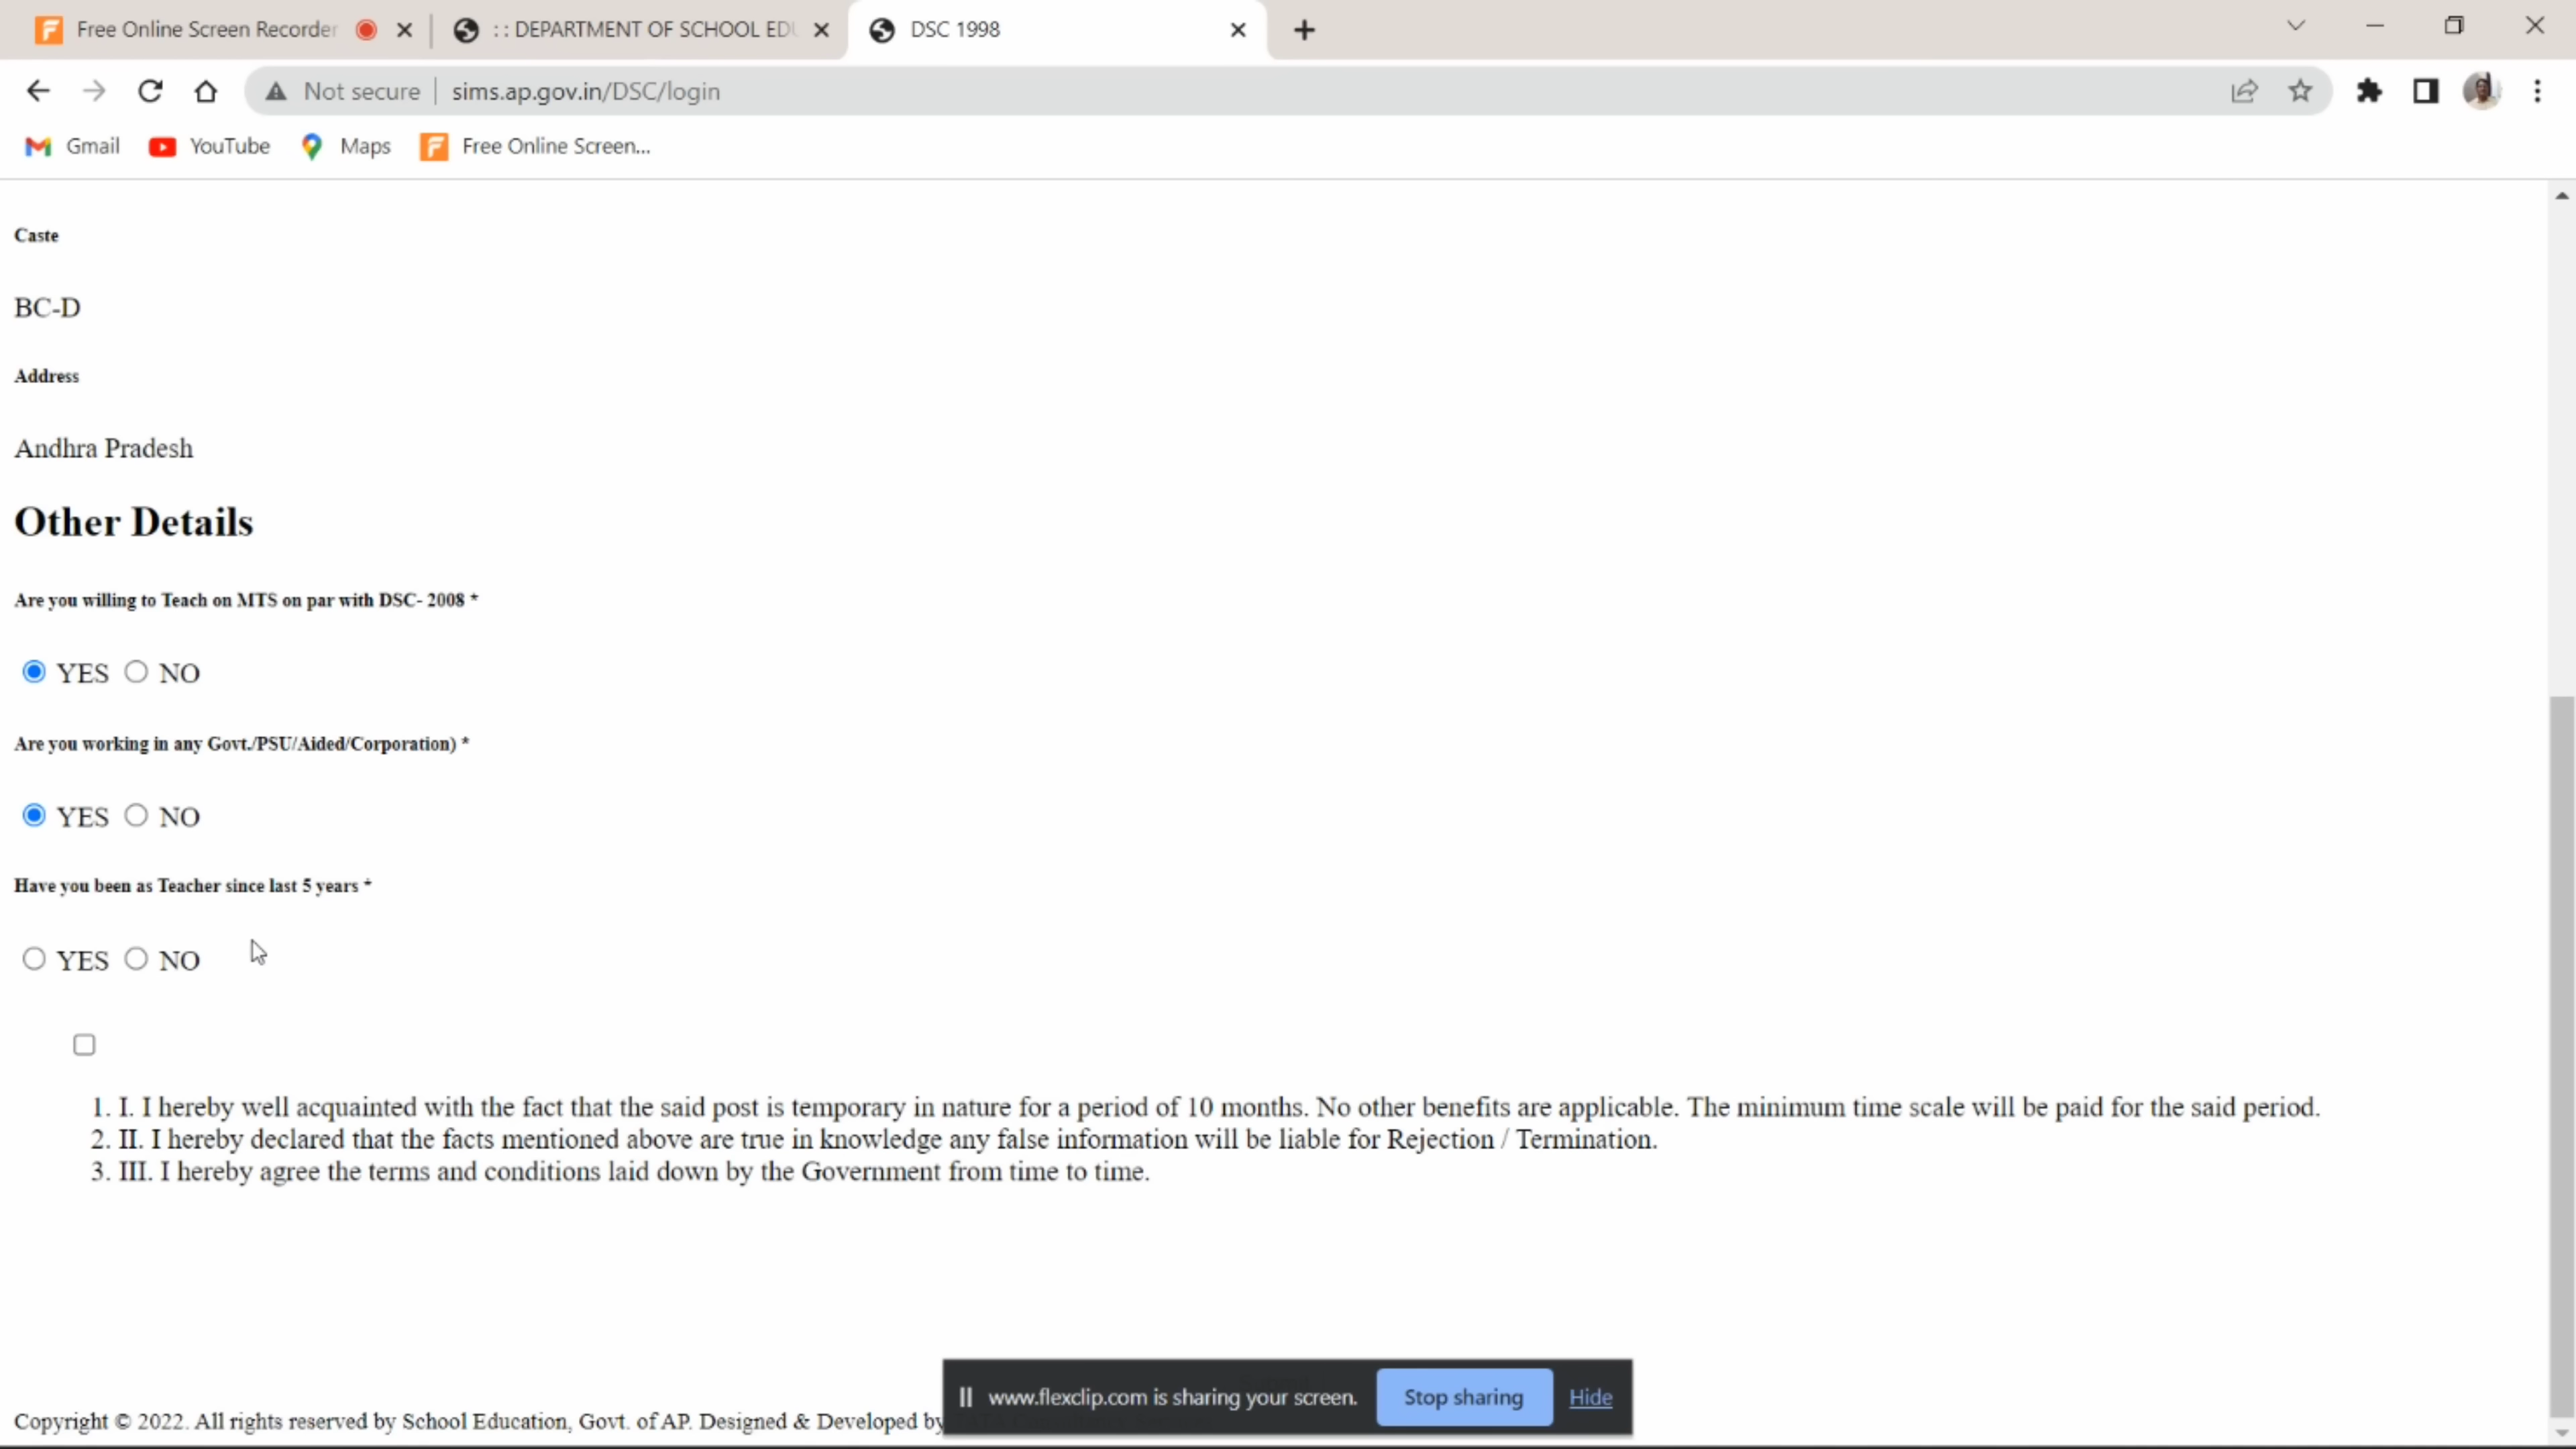 Free Online Screen Recorder
: : DEPARTMENT OF SCHOOL EDU
DSC 1998
Not secure
sims.ap.gov.in/DSC/login
Gmail
YouTube
Maps
Free Online Screen...
Caste
BC-D
Address
Andhra Pradesh
Other Details
Are you willing to Teach on MTS on par with DSC- 2008 *
YES NO
Are you working in any Govt./PSU/Aided/Corporation) *
YES NO
Have you been as Teacher since last 5 years *
YES NO
1. I. I hereby well acquainted with the fact that the said post is temporary in nature for a period of 10 months. No other benefits are applicable. The minimum time scale will be paid for the said period.
2. II. I hereby declared that the facts mentioned above are true in knowledge any false information will be liable for Rejection / Termination.
3. III. I hereby agree the terms and conditions laid down by the Government from time to time.
www.flexclip.com is sharing your screen.
Stop sharing
Hide
Copyright © 2022. All rights reserved by School Education, Govt. of AP. Designed & Developed by